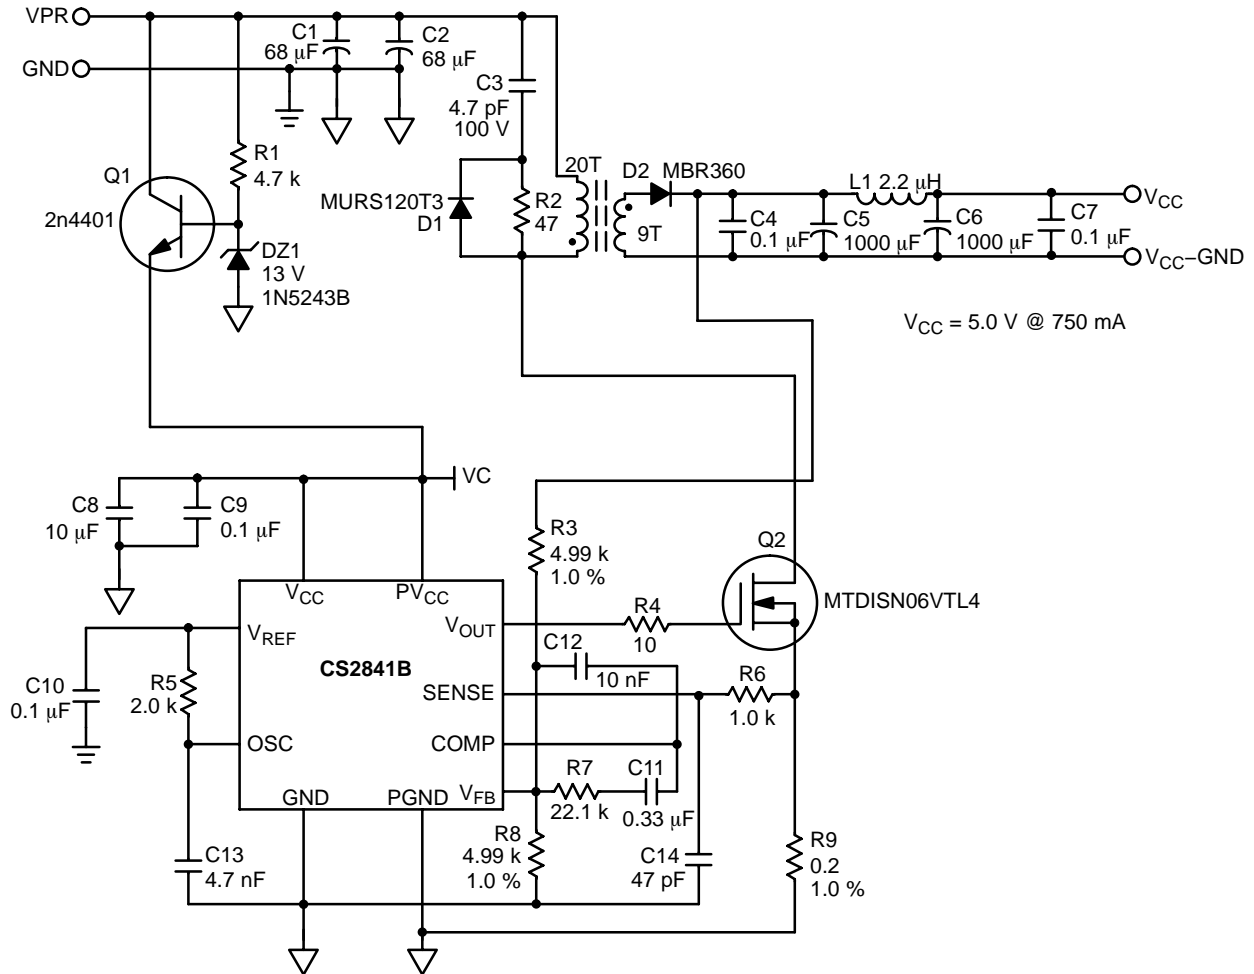 VPR
GND
C1
68 μF
C2
68 μF
C3
4.7 pF
100 V
R1
4.7 k
Q1
2n4401
DZ1
13 V
1N5243B
MURS120T3
D1
R2
47
20T
9T
D2 MBR360
C4
0.1 μF
C5
1000 μF
L1 2.2 μH
C6
1000 μF
C7
0.1 μF
VCC
VCC–GND
VCC = 5.0 V @ 750 mA
VC
C8
10 μF
C9
0.1 μF
R3
4.99 k
1.0 %
Q2
MTDISN06VTL4
VCC
PVCC
VREF
VOUT
CS2841B
SENSE
OSC
COMP
GND
PGND
VFB
R4
10
C12
10 nF
R6
1.0 k
C10
0.1 μF
R5
2.0 k
R7
22.1 k
C11
0.33 μF
C13
4.7 nF
R8
4.99 k
1.0 %
C14
47 pF
R9
0.2
1.0 %